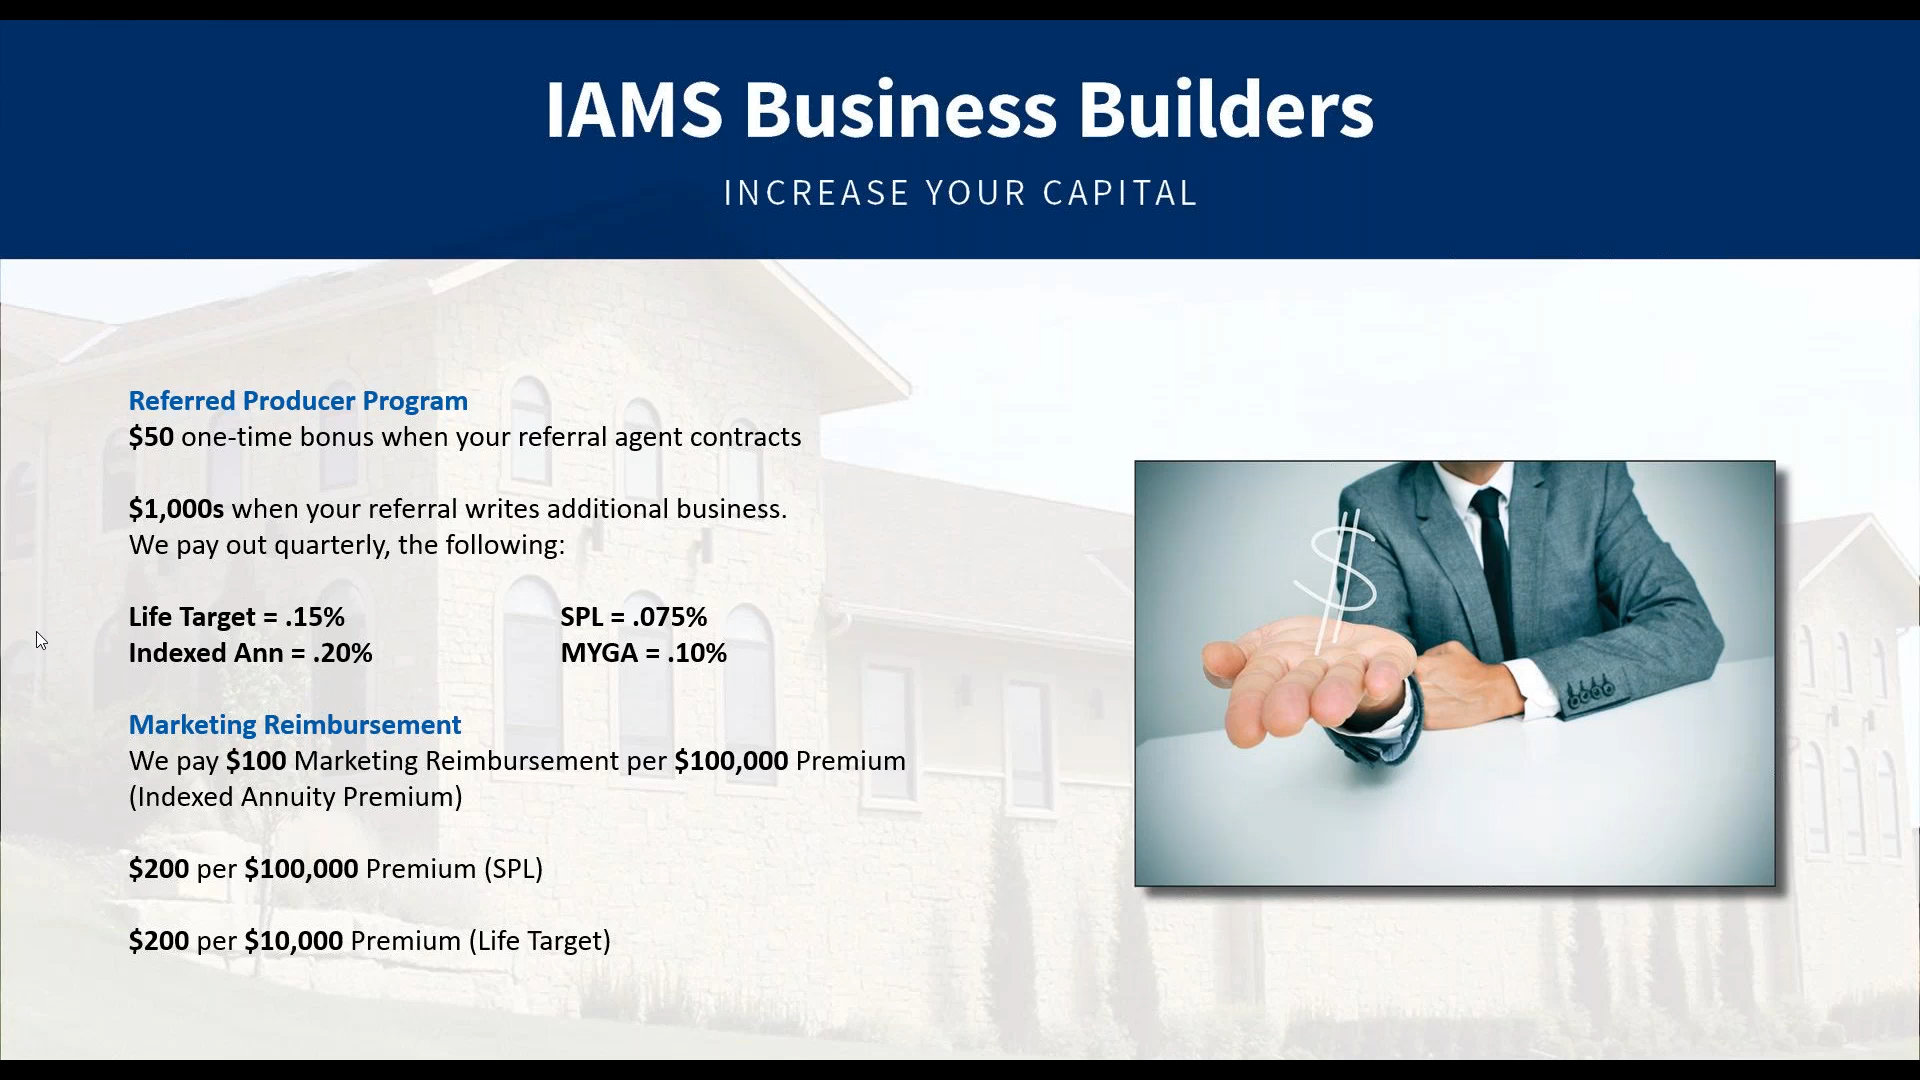 IAMS Business Builders
INCREASE YOUR CAPITAL
Referred Producer Program
$50 one-time bonus when your referral agent contracts
$1,000s when your referral writes additional business.
We pay out quarterly, the following:
Life Target = .15% SPL = .075%
Indexed Ann = .20% MYGA = .10%
Marketing Reimbursement
We pay $100 Marketing Reimbursement per $100,000 Premium
(Indexed Annuity Premium)
$200 per $100,000 Premium (SPL)
$200 per $10,000 Premium (Life Target)
$